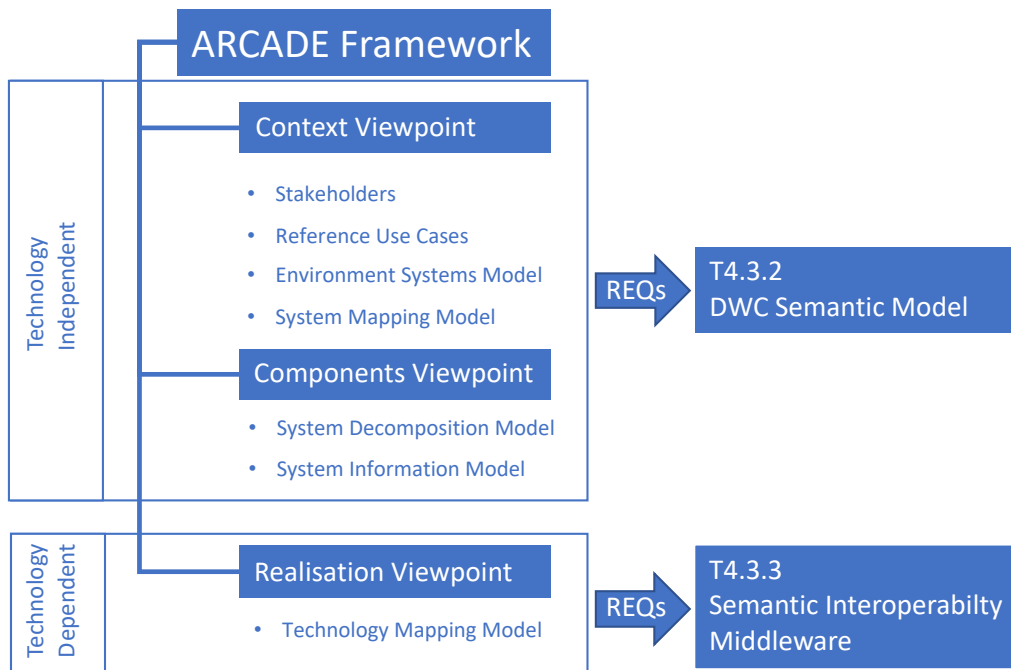 ARCADE Framework
Technology
Independent
Context Viewpoint
• Stakeholders
• Reference Use Cases
• Environment Systems Model
• System Mapping Model
Components Viewpoint
• System Decomposition Model
• System Information Model
REQs
T4.3.2
DWC Semantic Model
Technology
Dependent
Realisation Viewpoint
• Technology Mapping Model
REQs
T4.3.3
Semantic Interoperabilty
Middleware